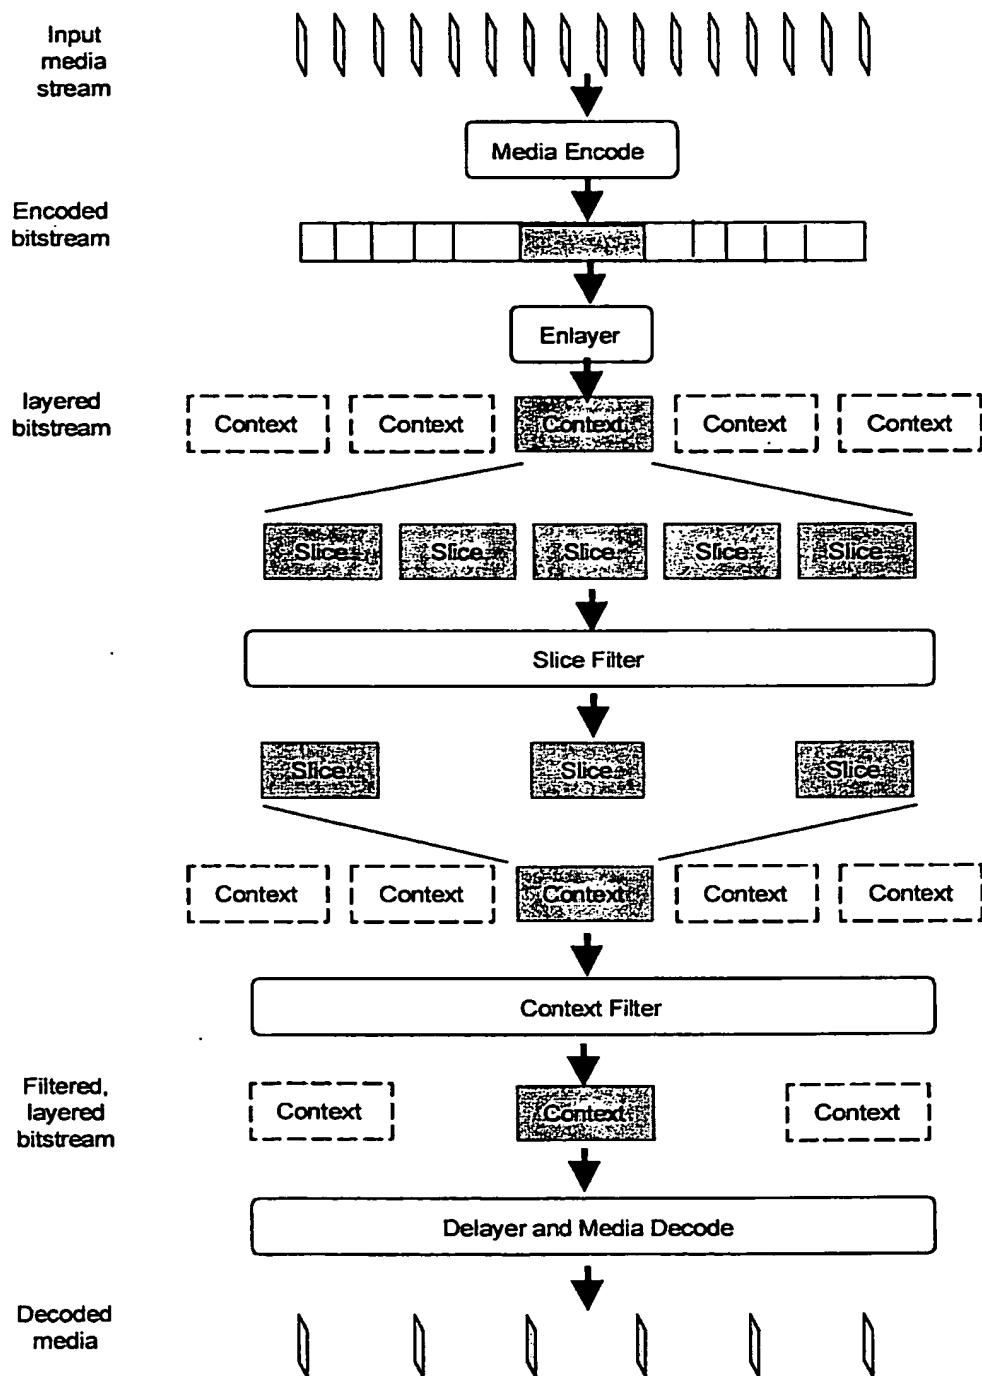 Input
media
stream
Media Encode
Encoded
bitstream
Enlayer
layered
bitstream
Context Context Context Context Context
Slice Slice Slice Slice Slice
Slice Filter
Slice Slice Slice
Context Context Context Context Context
Context Filter
Filtered,
layered
bitstream
Context Context Context
Delayer and Media Decode
Decoded
media